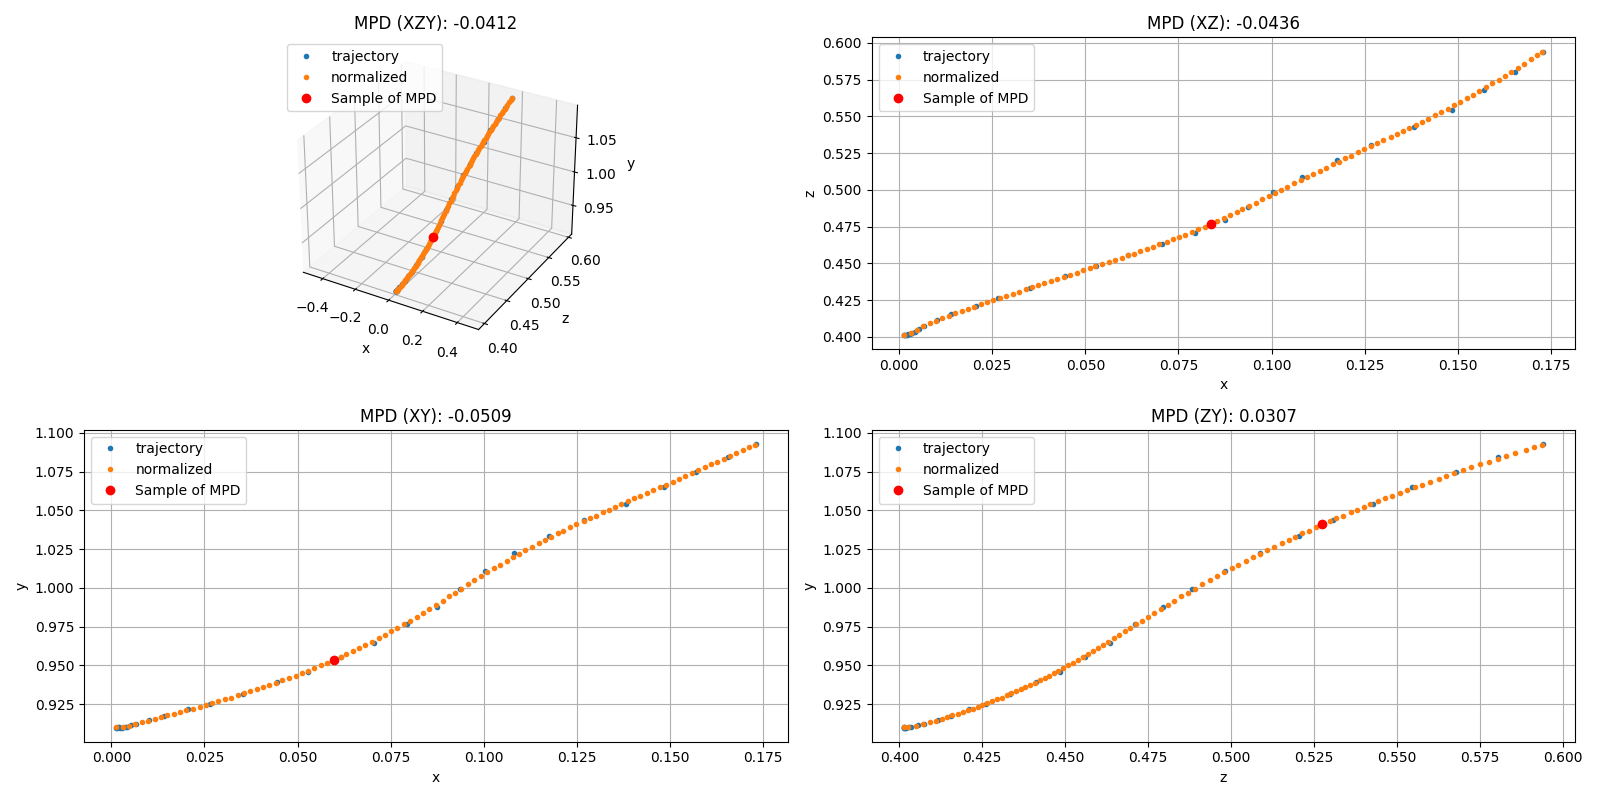 MPD (XZY): -0.0412
trajectory
normalized
Sample of MPD
1.05
1.00
0.95
y
−0.4
−0.2
0.0
0.2
0.4
x
0.40
0.45
0.50
0.55
0.60
z
MPD (XZ): -0.0436
trajectory
normalized
Sample of MPD
0.600
0.575
0.550
0.525
0.500
0.475
0.450
0.425
0.400
z
0.000 0.025 0.050 0.075 0.100 0.125 0.150 0.175
x
MPD (XY): -0.0509
trajectory
normalized
Sample of MPD
1.100
1.075
1.050
1.025
1.000
0.975
0.950
0.925
y
0.000 0.025 0.050 0.075 0.100 0.125 0.150 0.175
x
MPD (ZY): 0.0307
trajectory
normalized
Sample of MPD
1.100
1.075
1.050
1.025
1.000
0.975
0.950
0.925
y
0.400 0.425 0.450 0.475 0.500 0.525 0.550 0.575 0.600
z